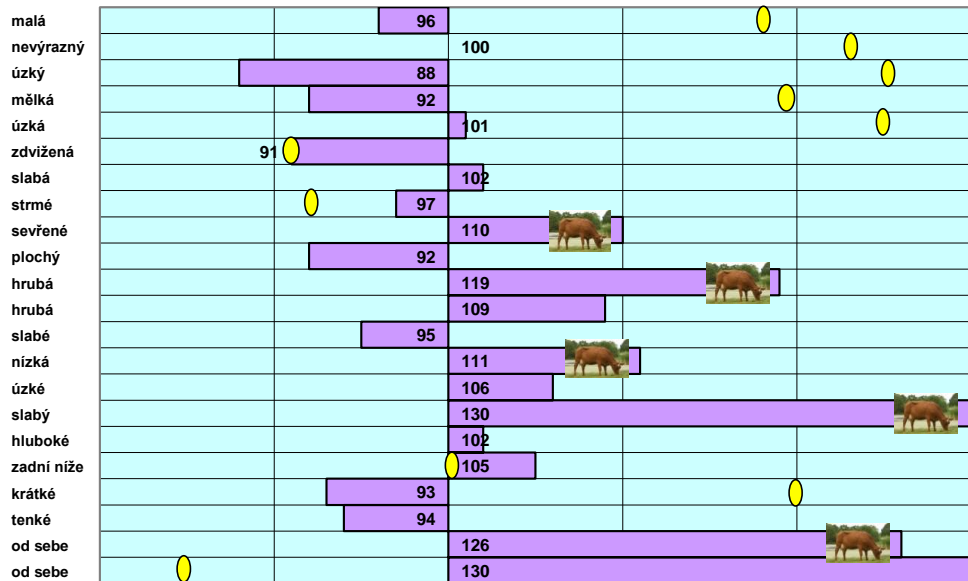 malá 96
nevýrazný 100
úzký 88
mělká 92
úzká 101
zdvižená 91
slabá 102
strmé 97
sevřené 110
plochý 92
hrubá 119
hrubá 109
slabé 95
nízká 111
úzké 106
slabý 130
hluboké 102
zadní níže 105
krátké 93
tenké 94
od sebe 126
od sebe 130